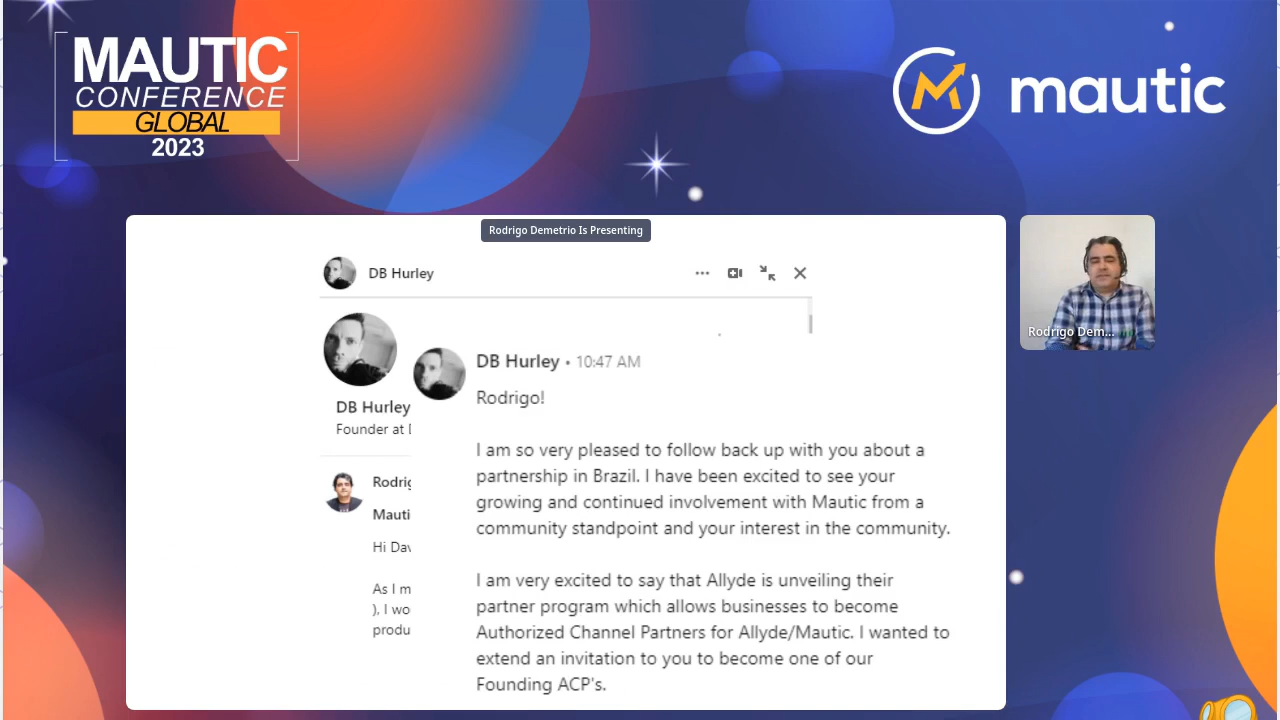 MAUTIC
CONFERENCE
GLOBAL
2023
mautic
Rodrigo Demetrio Is Presenting
DB Hurley
DB Hurley • 10:47 AM
Rodrigo!
I am so very pleased to follow back up with you about a
partnership in Brazil. I have been excited to see your
growing and continued involvement with Mautic from a
community standpoint and your interest in the community.
I am very excited to say that Allyde is unveiling their
partner program which allows businesses to become
Authorized Channel Partners for Allyde/Mautic. I wanted to
extend an invitation to you to become one of our
Founding ACP's.
DB Hurley
Founder at
Rodrig
Mauti
Hi Dav
As I m
), I wo
produ
Rodrigo Dem...